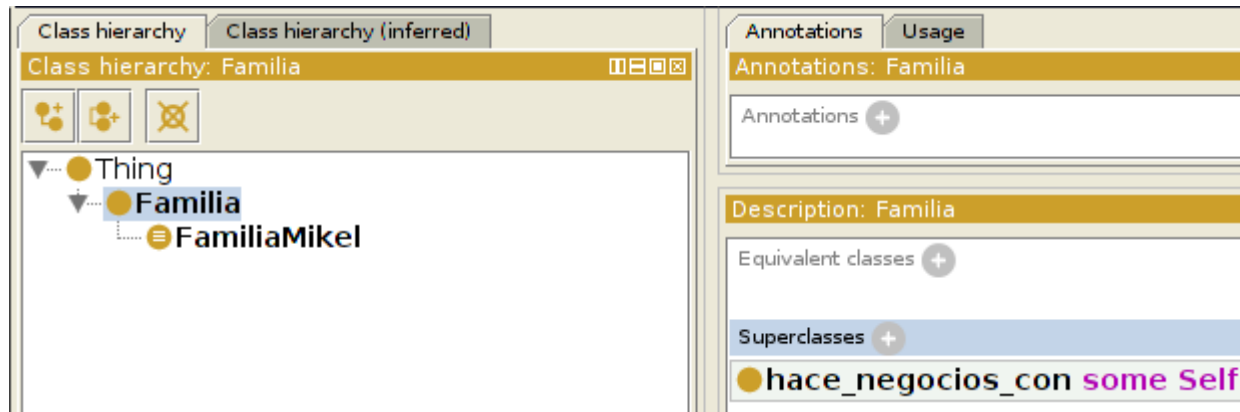 Class hierarchy
Class hierarchy (inferred)
Class hierarchy: Familia
Thing
Familia
FamiliaMikel
Annotations
Usage
Annotations: Familia
Annotations
Description: Familia
Equivalent classes
Superclasses
hace_negocios_con some Self